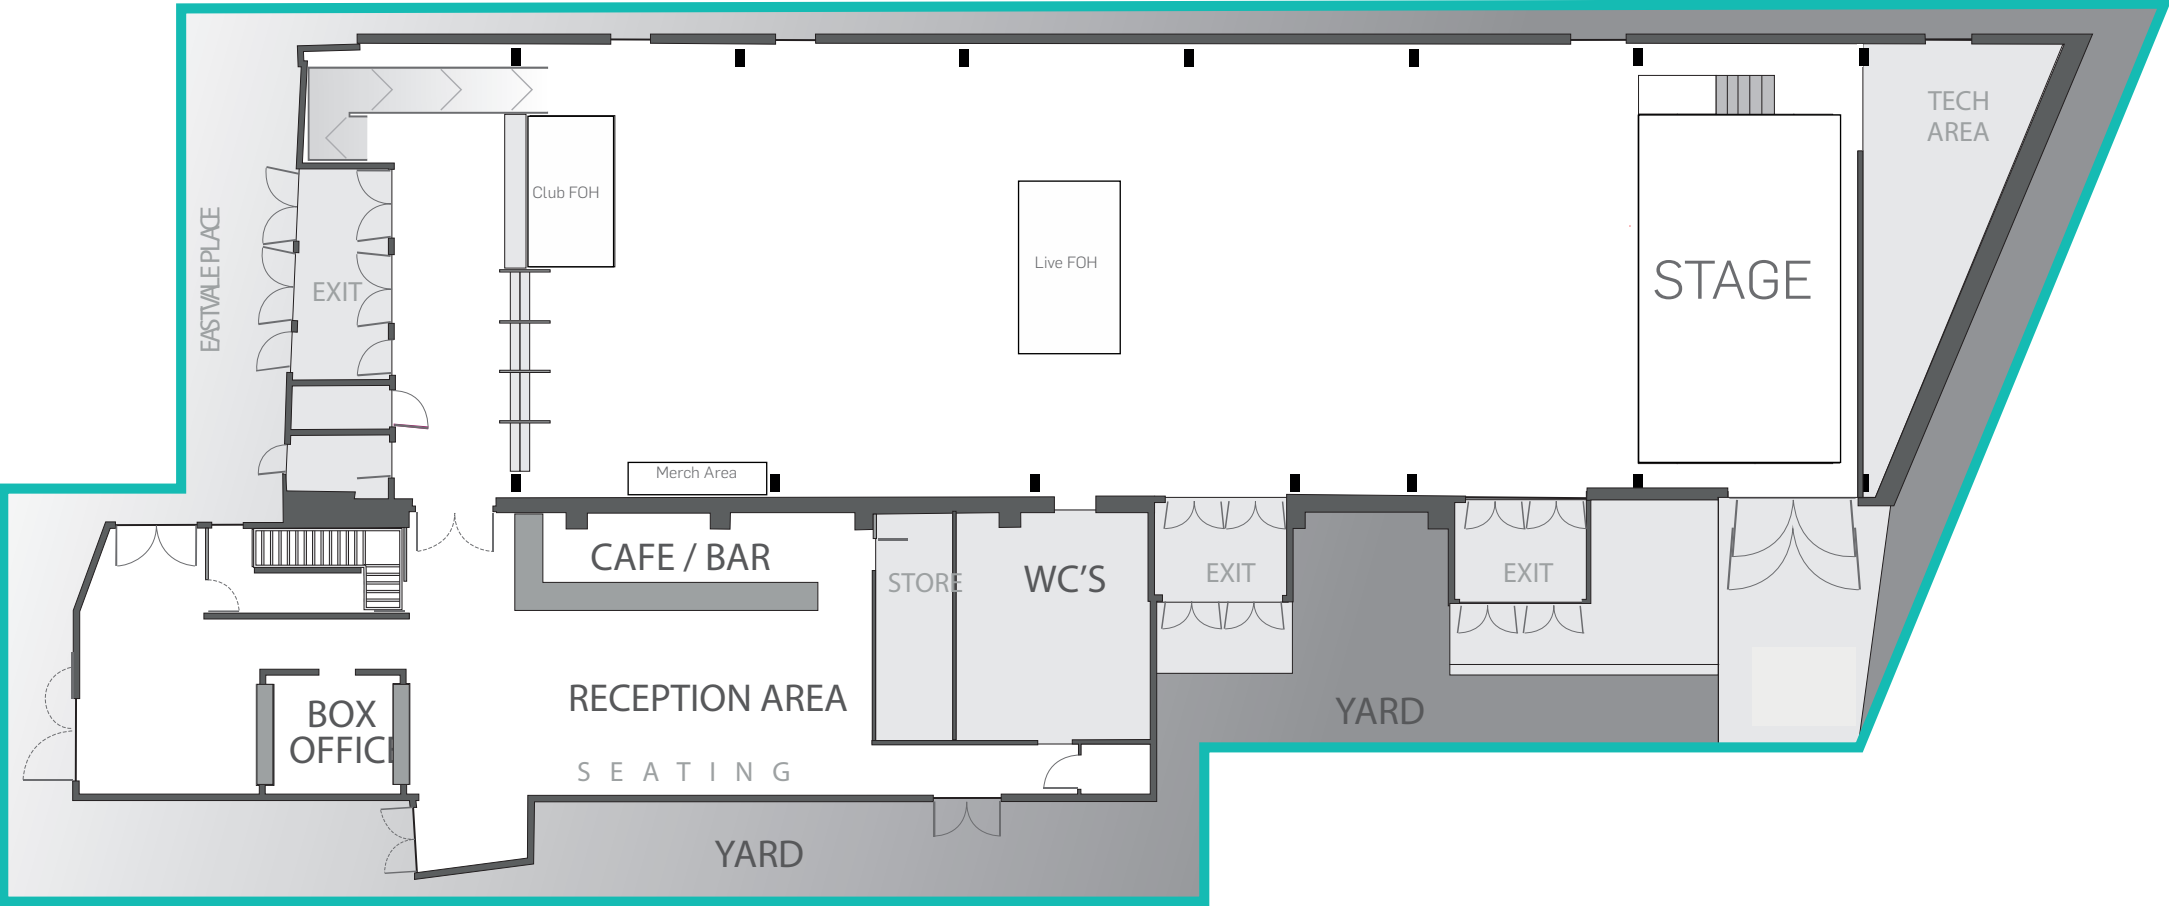 TECH
AREA
Club FOH
EASTVALE PLACE
Live FOH
STAGE
EXIT
Merch Area
CAFE / BAR
STORE
WC'S
EXIT
EXIT
RECEPTION AREA
BOX
OFFICE
YARD
SEATING
YARD